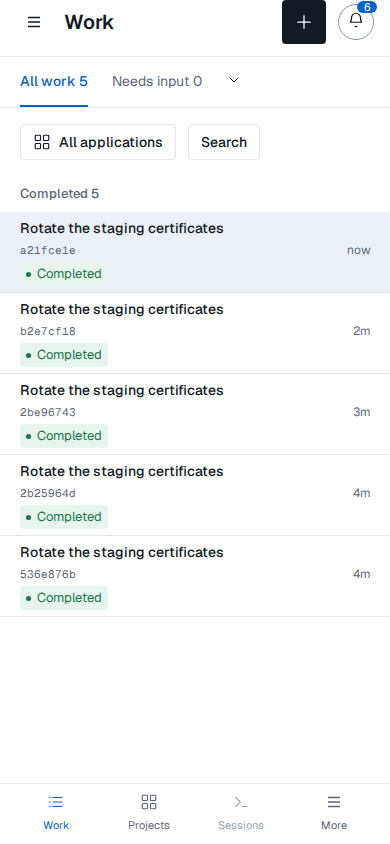 Work
6
All work 5
Needs input 0
All applications
Search
Completed 5
Rotate the staging certificates
a21fce1e
now
Completed
Rotate the staging certificates
b2e7cf18
2m
Completed
Rotate the staging certificates
2be96743
3m
Completed
Rotate the staging certificates
2b25964d
4m
Completed
Rotate the staging certificates
536e876b
4m
Completed
Work
Projects
Sessions
More